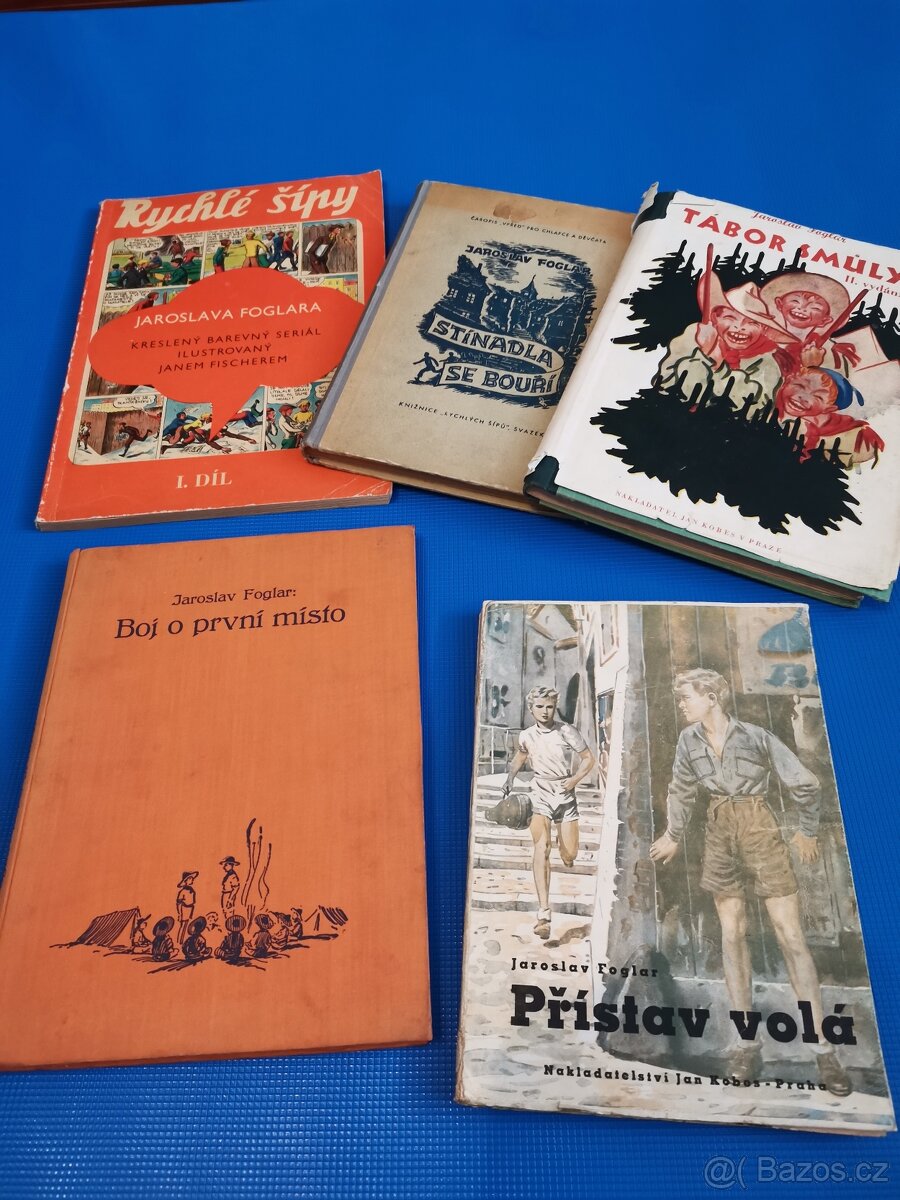 Rychlé šípy
JAROSLAVA FOGLARA
KRESLENÝ BAREVNÝ SERIÁL
ILUSTROVANÝ
JANEM FISCHEREM
I. DÍL
ČASOPIS „VPŘED“ PRO CHLAPCE A DĚVČATA
JAROSLAV FOGLAR
STÍNADLA
SE BOUŘÍ
KNIŽNICE „RYCHLÝCH ŠÍPŮ“, SVAZEK
Jaroslav Foglar
TÁBOR SMŮLY
II. vydání
NAKLADATEL JAN KOBES V PRAZE
Jaroslav Foglar:
Boj o první místo
Jaroslav Foglar
Přístav volá
Nakladatelství Jan Kobes - Praha
@( Bazos.cz